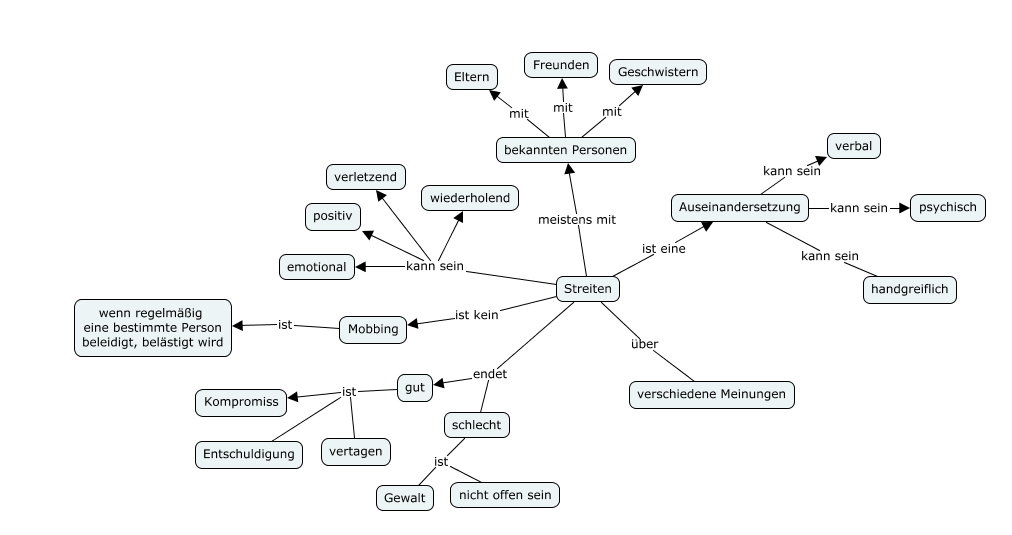 Freunden
Eltern
Geschwistern
mit
mit
mit
bekannten Personen
verbal
kann sein
verletzend
wiederholend
positiv
meistens mit
Auseinandersetzung
kann sein
psychisch
ist eine
kann sein
emotional
kann sein
Streiten
handgreiflich
wenn regelmäßig
eine bestimmte Person
beleidigt, belästigt wird
ist
Mobbing
ist kein
über
endet
gut
ist
Kompromiss
verschiedene Meinungen
schlecht
Entschuldigung
vertagen
ist
Gewalt
nicht offen sein